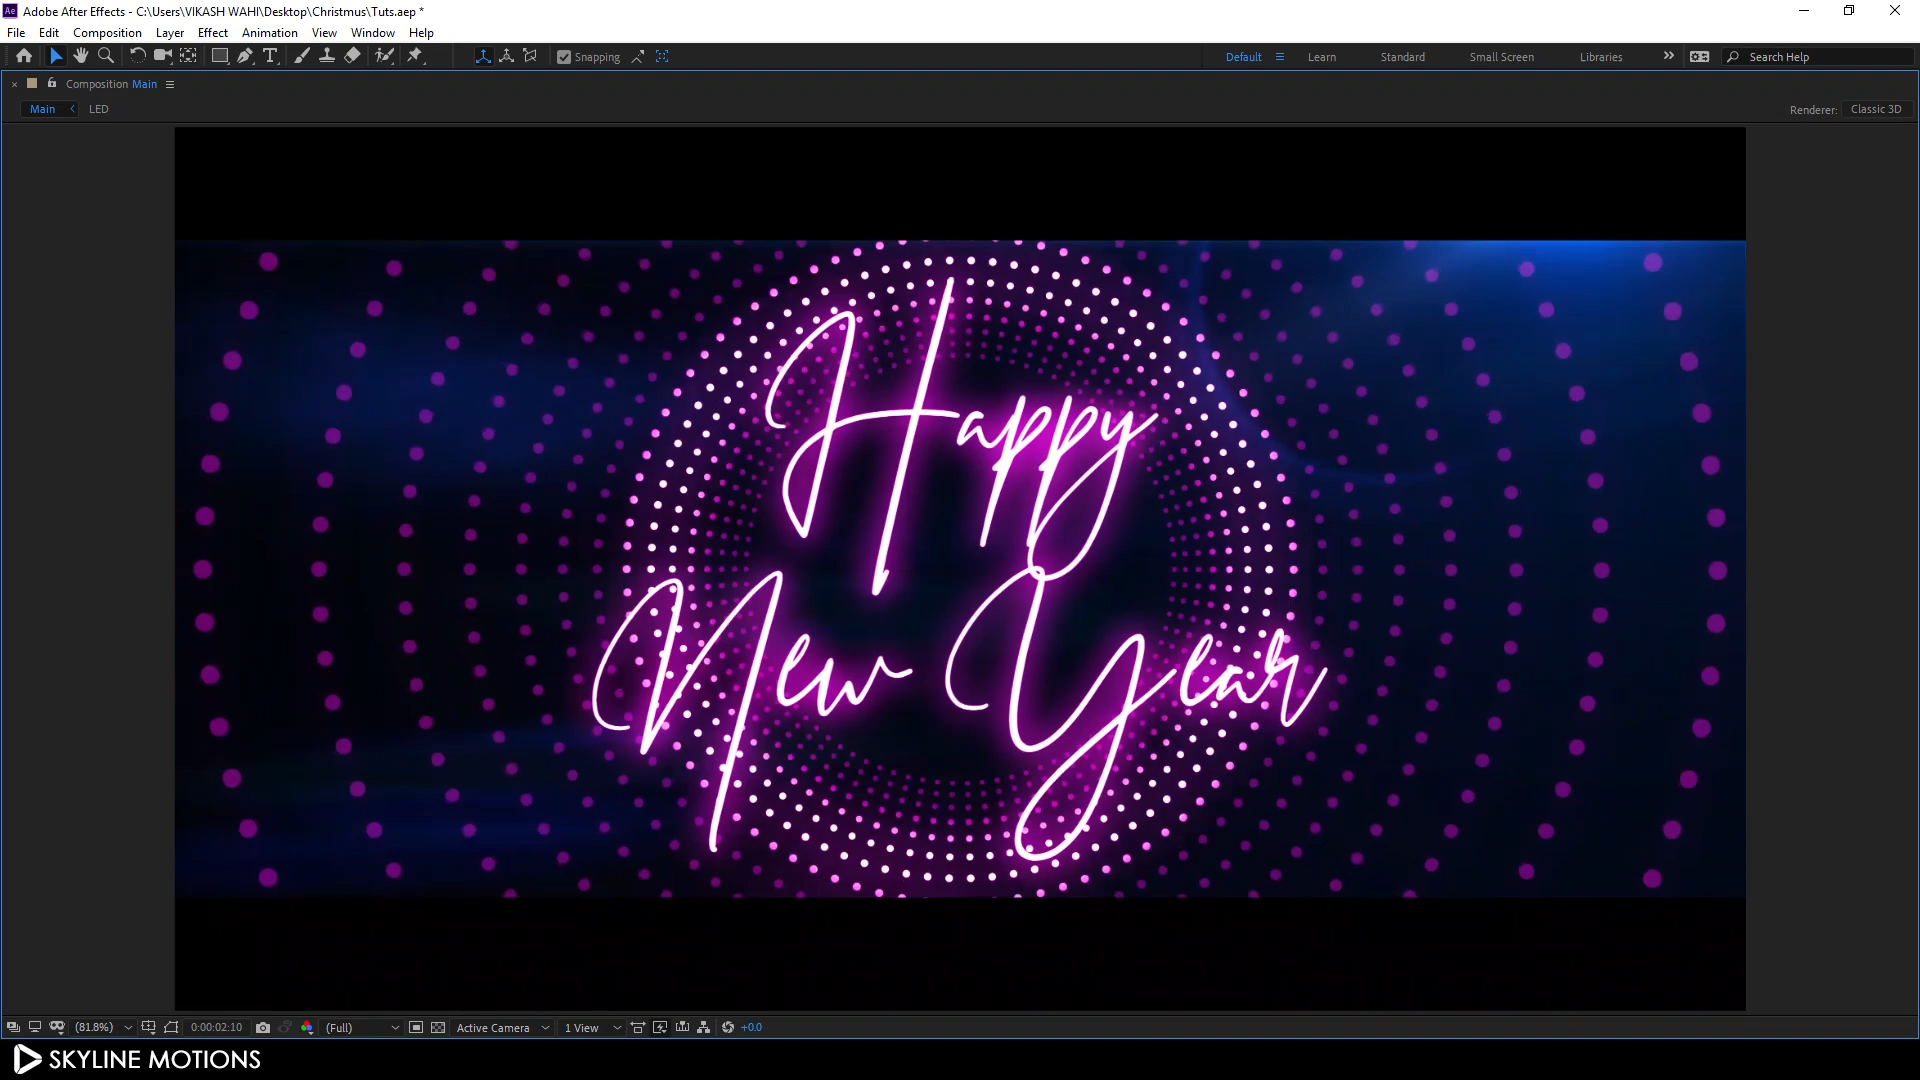 Ae Adobe After Effects - C:\Users\VIKASH WAHI\Desktop\Christmus\Tuts.aep *
File Edit Composition Layer Effect Animation View Window Help
Snapping Default Learn Standard Small Screen Libraries Search Help
Composition Main
Main LED Renderer: Classic 3D
Happy
New Year
(81.8%) 0:00:02:10 (Full) Active Camera 1 View +0.0
SKYLINE MOTIONS